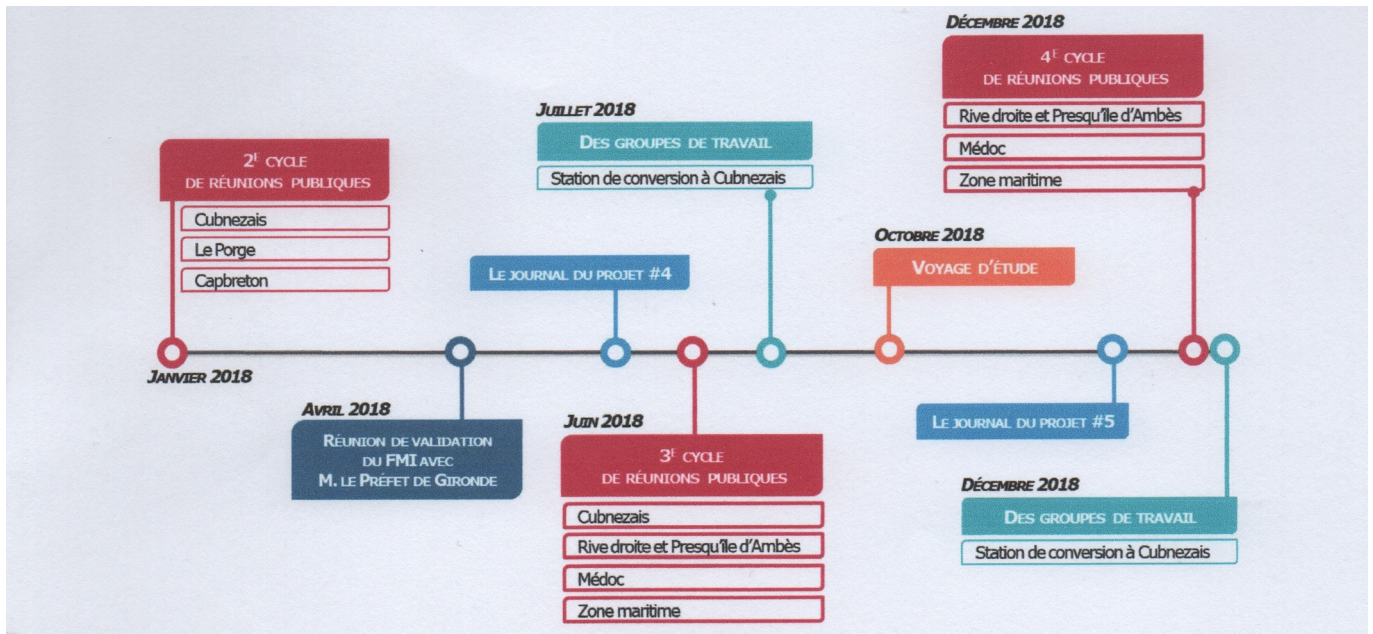 2E CYCLE
DE RÉUNIONS PUBLIQUES
Cubnezais
Le Porge
Capbreton
JANVIER 2018
AVRIL 2018
RÉUNION DE VALIDATION
DU FMI AVEC
M. LE PRÉFET DE GIRONDE
LE JOURNAL DU PROJET #4
JUIN 2018
3E CYCLE
DE RÉUNIONS PUBLIQUES
Cubnezais
Rive droite et Presqu'île d'Ambès
Médoc
Zone maritime
JUILLET 2018
DES GROUPES DE TRAVAIL
Station de conversion à Cubnezais
OCTOBRE 2018
VOYAGE D'ÉTUDE
LE JOURNAL DU PROJET #5
DÉCEMBRE 2018
4E CYCLE
DE RÉUNIONS PUBLIQUES
Rive droite et Presqu'île d'Ambès
Médoc
Zone maritime
DÉCEMBRE 2018
DES GROUPES DE TRAVAIL
Station de conversion à Cubnezais